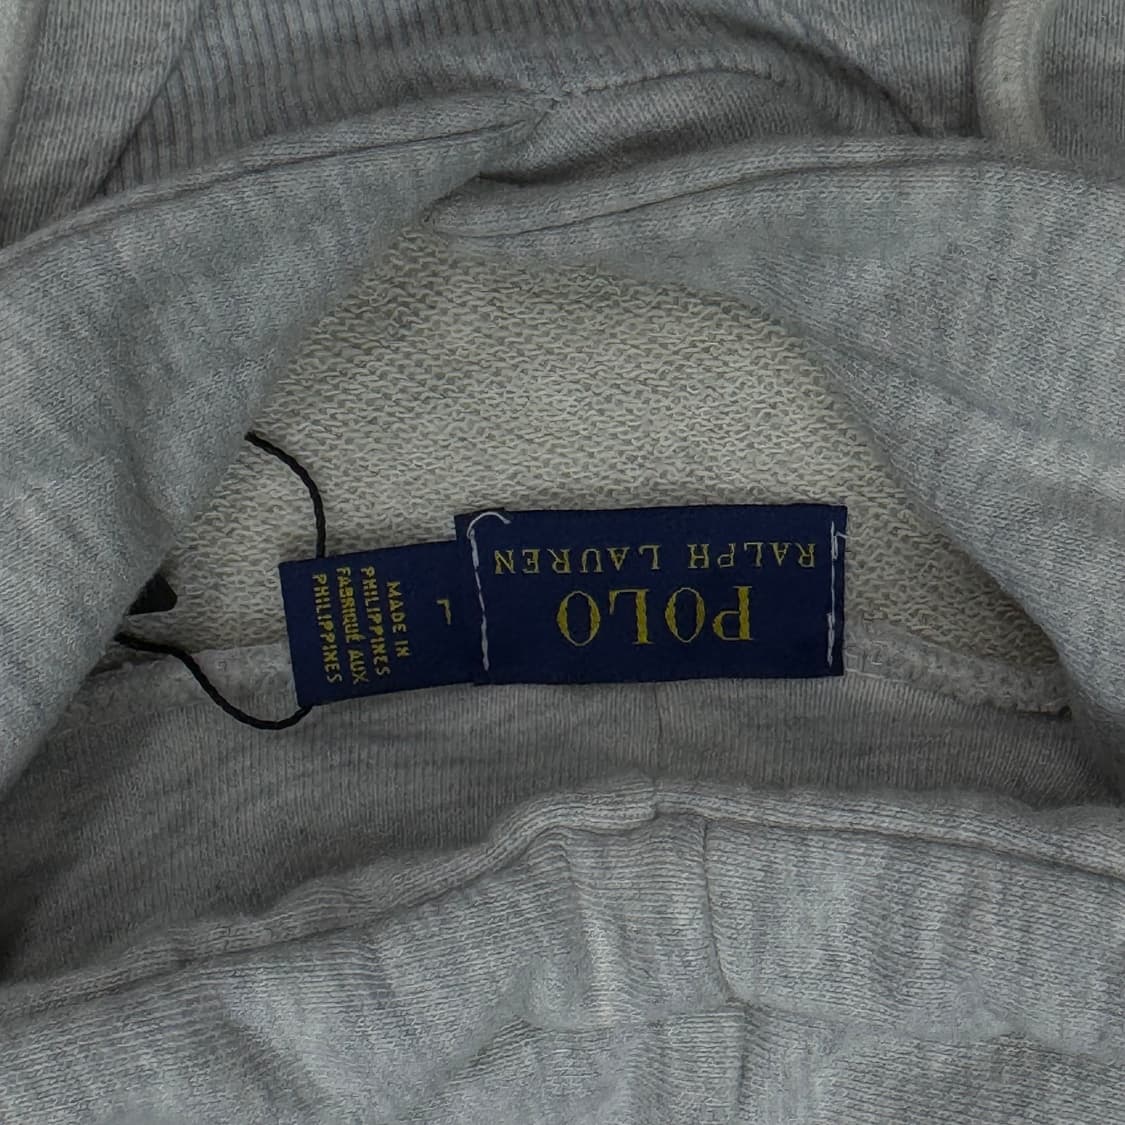 POLO
RALPH LAUREN
L
MADE IN
PHILIPPINES
FABRIQUÉ AUX
PHILIPPINES